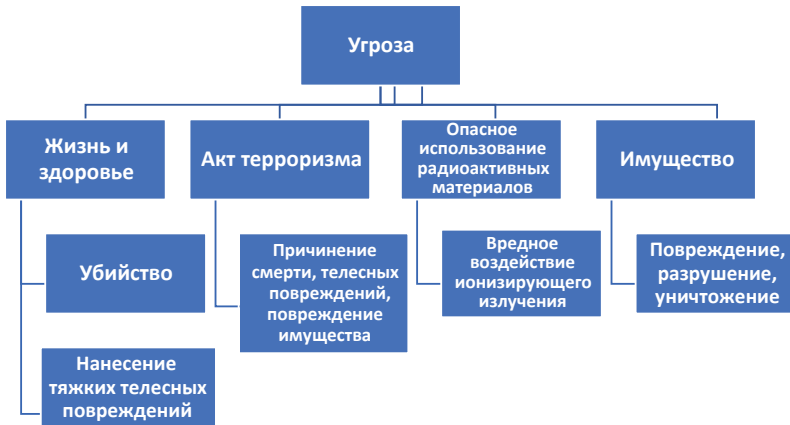 Угроза
Жизнь и
здоровье
Акт терроризма
Опасное
использование
радиоактивных
материалов
Имущество
Убийство
Причинение
смерти, телесных
повреждений,
повреждение
имущества
Вредное
воздействие
ионизирующего
излучения
Повреждение,
разрушение,
уничтожение
Нанесение
тяжких телесных
повреждений